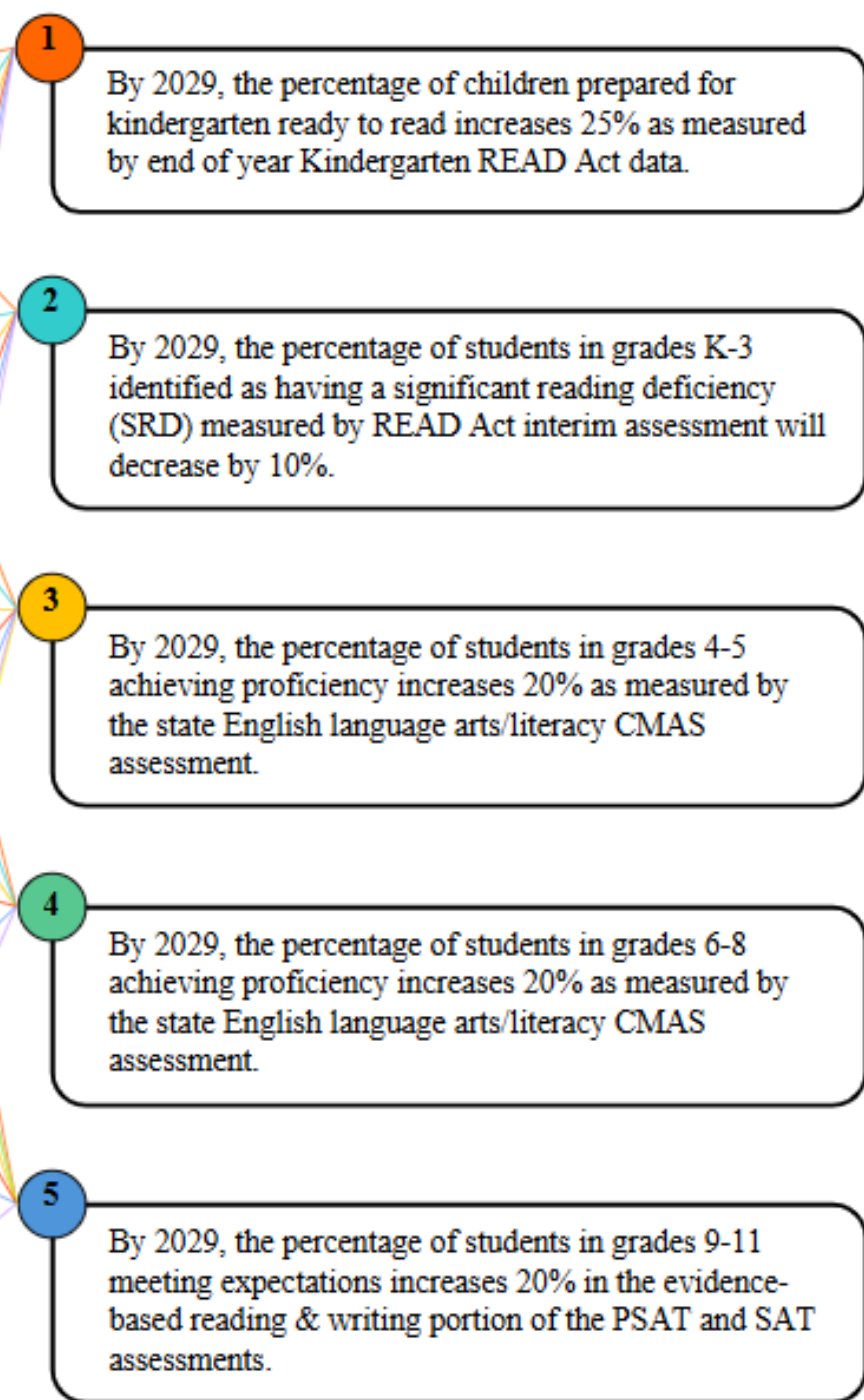 1
By 2029, the percentage of children prepared for
kindergarten ready to read increases 25% as measured
by end of year Kindergarten READ Act data.
2
By 2029, the percentage of students in grades K-3
identified as having a significant reading deficiency
(SRD) measured by READ Act interim assessment will
decrease by 10%.
3
By 2029, the percentage of students in grades 4-5
achieving proficiency increases 20% as measured by
the state English language arts/literacy CMAS
assessment.
4
By 2029, the percentage of students in grades 6-8
achieving proficiency increases 20% as measured by
the state English language arts/literacy CMAS
assessment.
5
By 2029, the percentage of students in grades 9-11
meeting expectations increases 20% in the evidence-
based reading & writing portion of the PSAT and SAT
assessments.